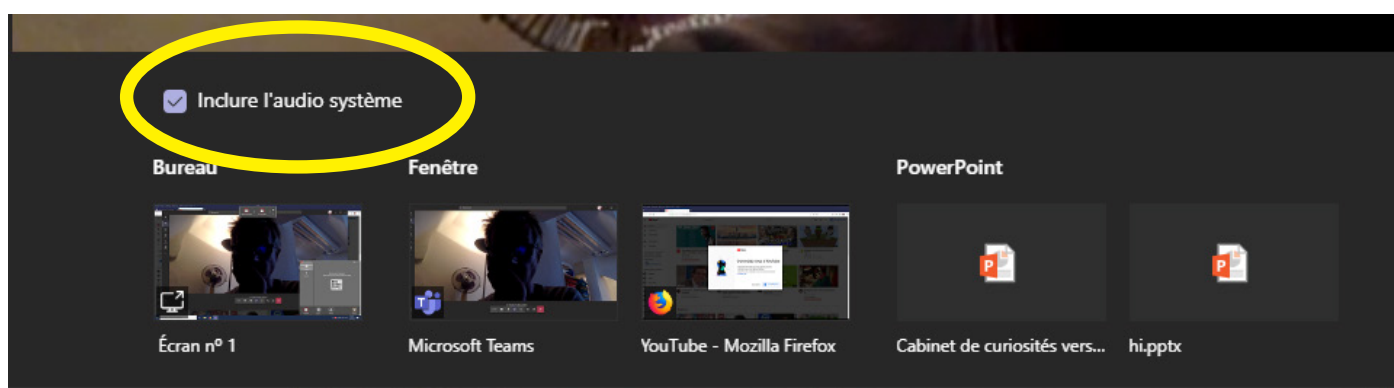 Inclure l'audio système
Bureau Fenêtre PowerPoint
Écran nº 1 Microsoft Teams YouTube - Mozilla Firefox Cabinet de curiosités vers... hi.pptx